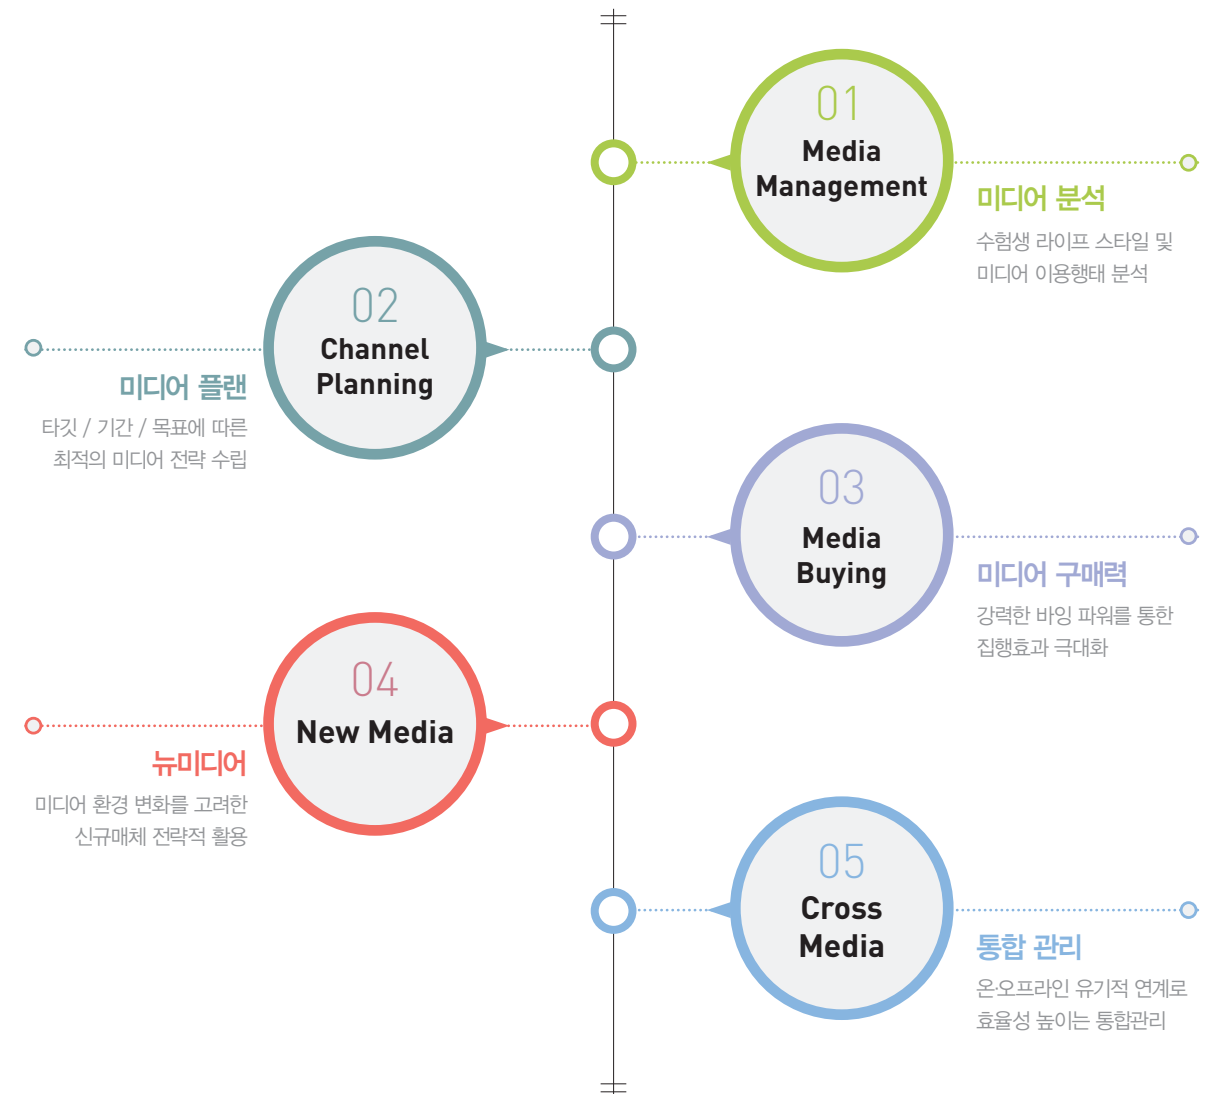 01
Media
Management
미디어 분석
수험생 라이프 스타일 및
미디어 이용행태 분석
02
Channel
Planning
미디어 플랜
타깃 / 기간 / 목표에 따른
최적의 미디어 전략 수립
03
Media
Buying
미디어 구매력
강력한 바잉 파워를 통한
집행효과 극대화
04
New Media
뉴미디어
미디어 환경 변화를 고려한
신규매체 전략적 활용
05
Cross
Media
통합 관리
온·오프라인 유기적 연계로
효율성 높이는 통합관리